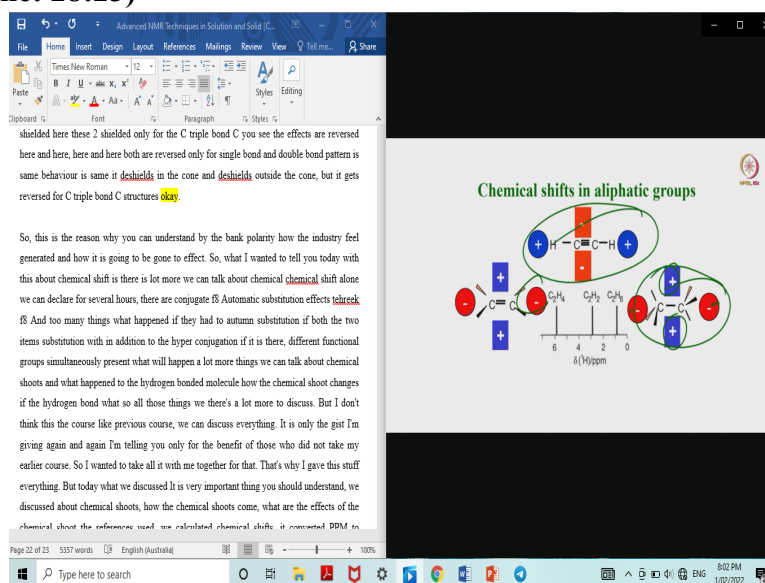 Advanced NMR Techniques in Solution and Solid [C...
File Home Insert Design Layout References Mailings Review View Tell me... Share
Times New Roman 12
Paste
B I U abc X₂ X²
Aa
Styles Editing
Clipboard Font Paragraph Styles
shielded here these 2 shielded only for the C triple bond C you see the effects are reversed
here and here, here and here both are reversed only for single bond and double bond pattern is
same behaviour is same it deshields in the cone and deshields outside the cone, but it gets
reversed for C triple bond C structures okay.
So, this is the reason why you can understand by the bank polarity how the industry feel
generated and how it is going to be gone to effect. So, what I wanted to tell you today with
this about chemical shift is there is lot more we can talk about chemical chemical shift alone
we can declare for several hours, there are conjugate f8 Automatic substitution effects tehreek
f8 And too many things what happened if they had to autumn substitution if both the two
items substitution with in addition to the hyper conjugation if it is there, different functional
groups simultaneously present what will happen a lot more things we can talk about chemical
shoots and what happened to the hydrogen bonded molecule how the chemical shoot changes
if the hydrogen bond what so all those things we there's a lot more to discuss. But I don't
think this the course like previous course, we can discuss everything. It is only the gist I'm
giving again and again I'm telling you only for the benefit of those who did not take my
earlier course. So I wanted to take all it with me together for that. That's why I gave this stuff
everything. But today what we discussed It is very important thing you should understand, we
discussed about chemical shoots, how the chemical shoots come, what are the effects of the
chemical shoot the references used, we calculated chemical shifts, it converted PPM to
Page 22 of 23 5357 words English (Australia) 100%
Chemical shifts in aliphatic groups
+ H − C ≡ C − H +
-
-
+
- C = C -
+
C₂H₄ C₂H₂ C₂H₆
6 4 2 0
δ(¹H)/ppm
+
- C − C -
+
Type here to search
ENG 8:02 PM
1/02/2022